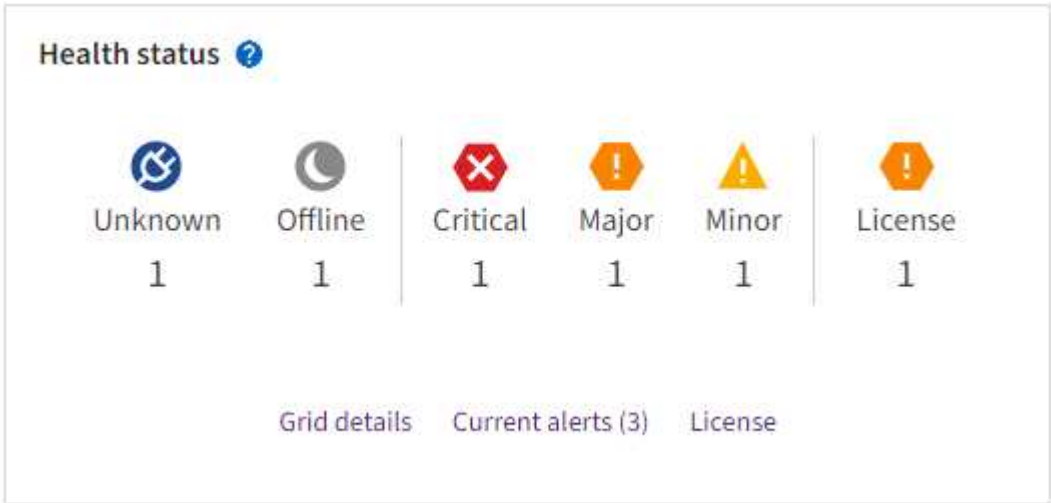 Health status ?
Unknown Offline Critical Major Minor License
1 1 1 1 1 1
Grid details Current alerts (3) License